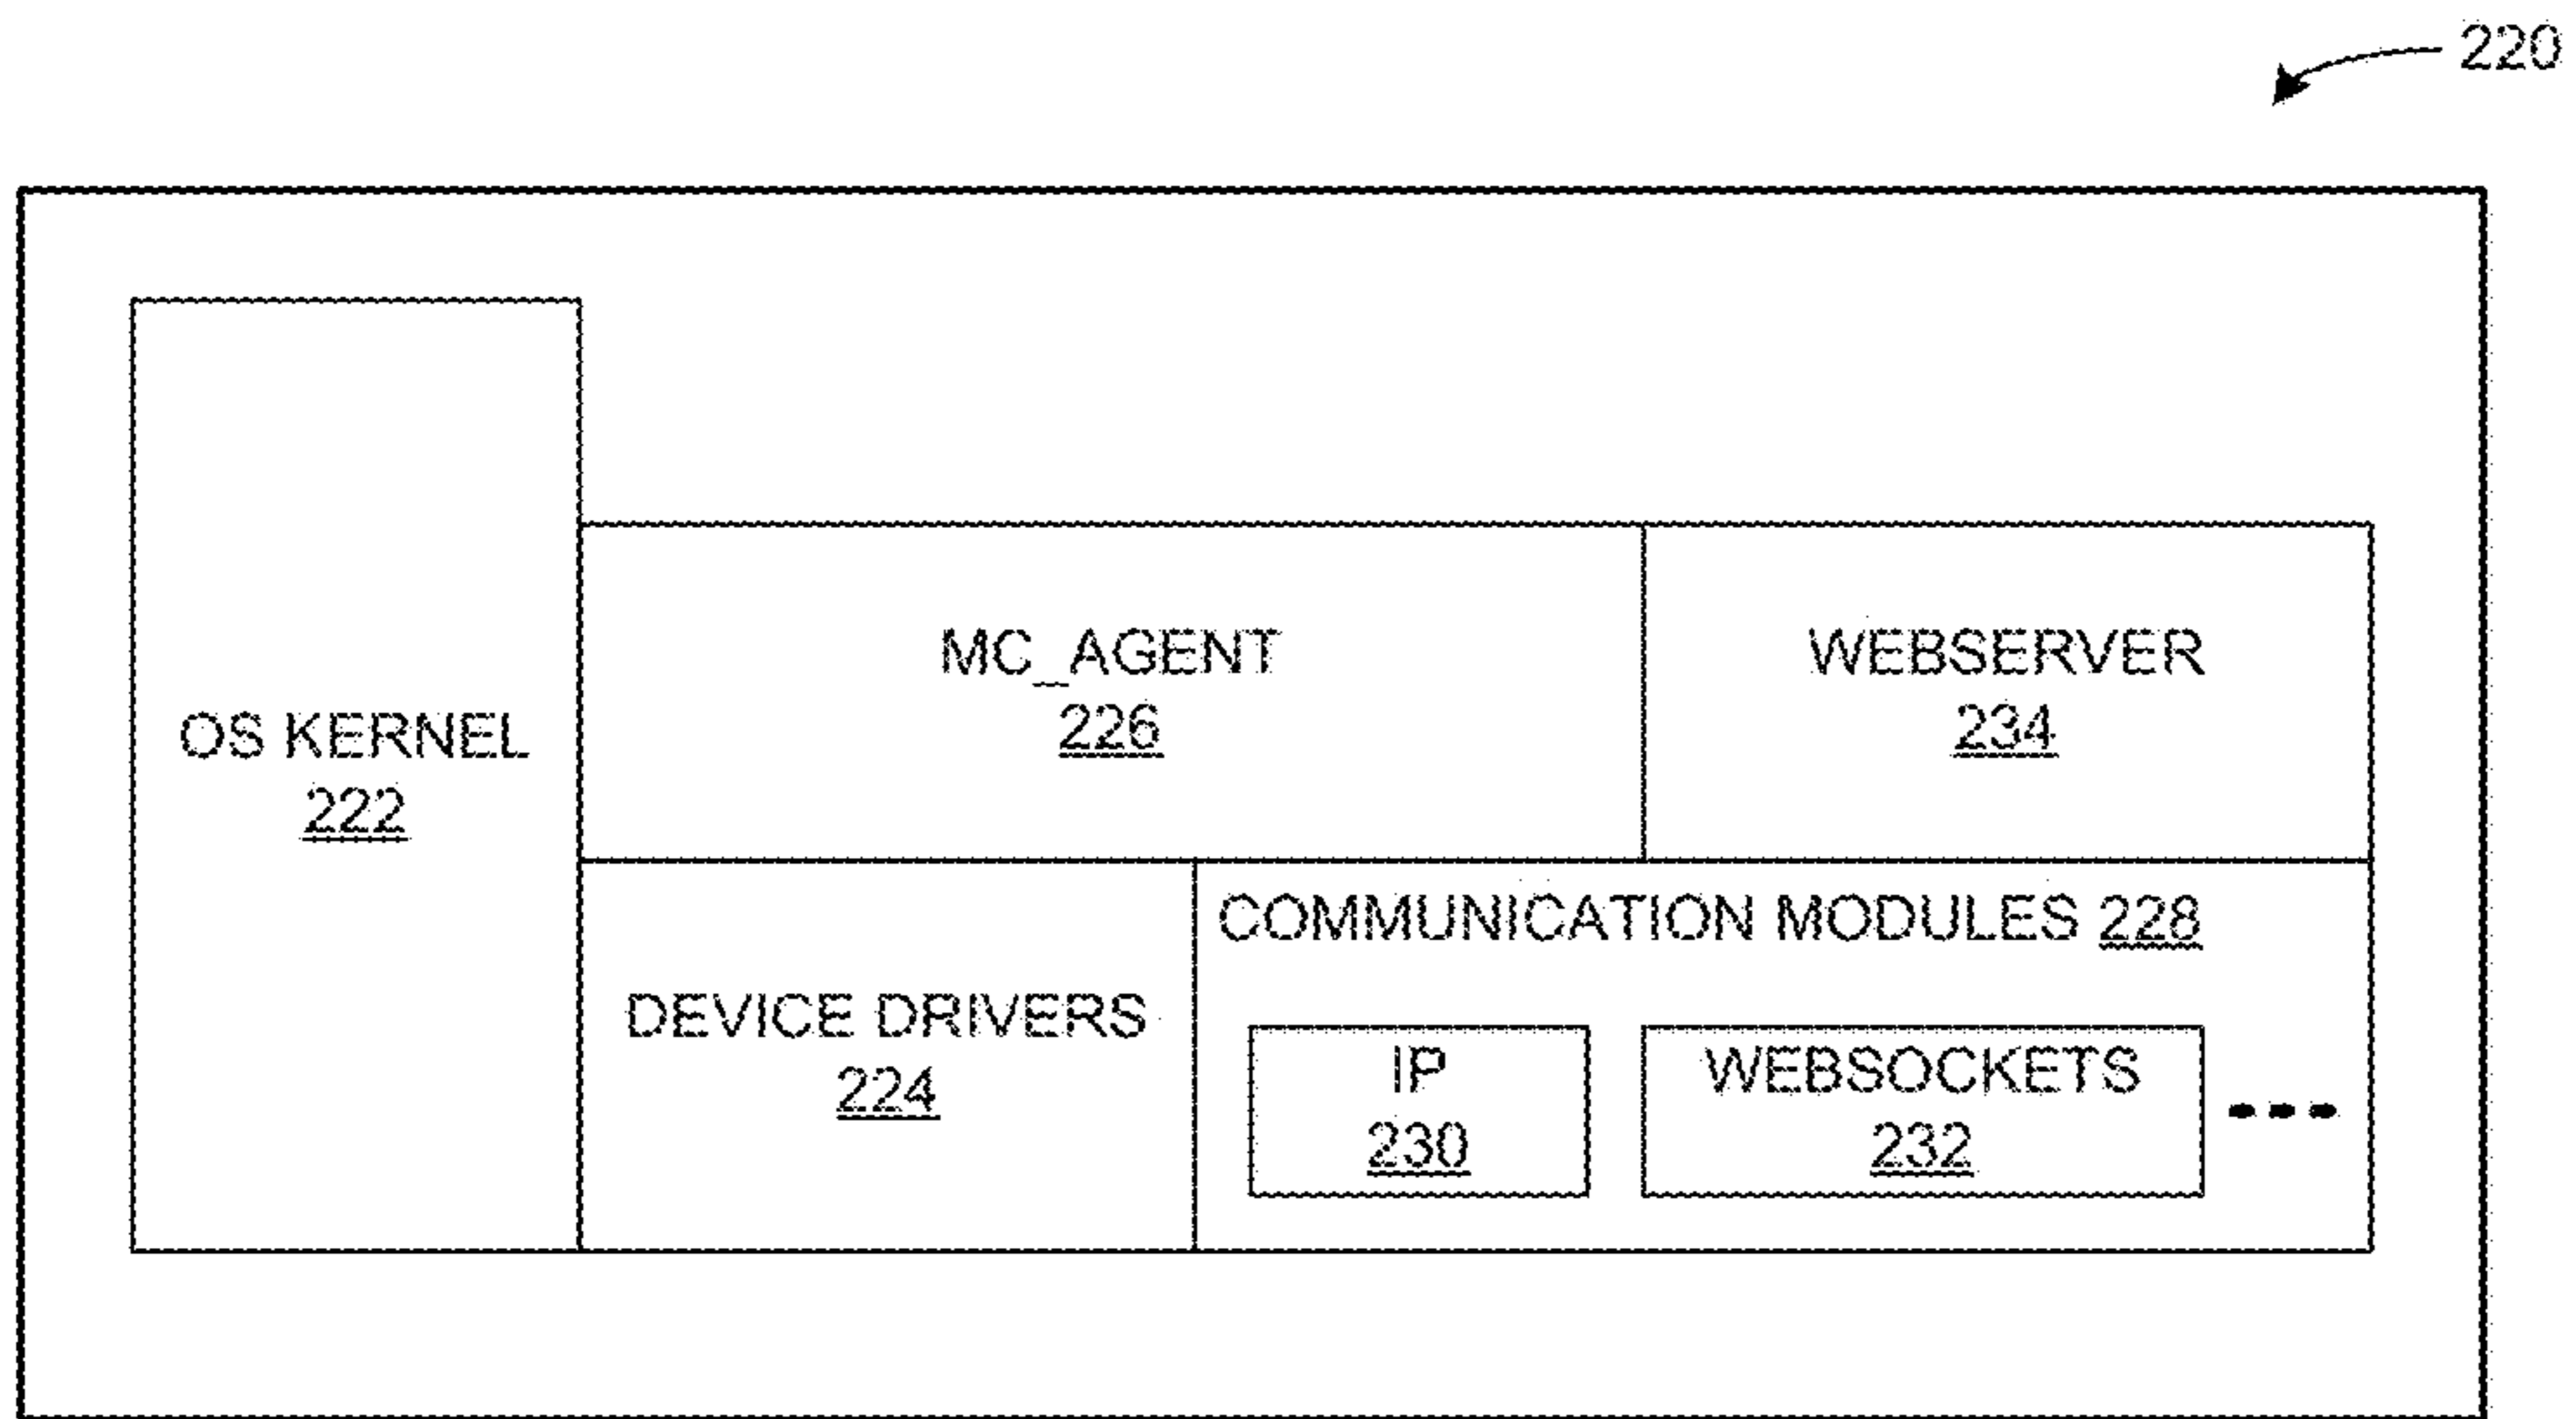 220
OS KERNEL
222
MC_AGENT
226
WEBSERVER
234
DEVICE DRIVERS
224
COMMUNICATION MODULES 228
IP
230
WEBSOCKETS
232